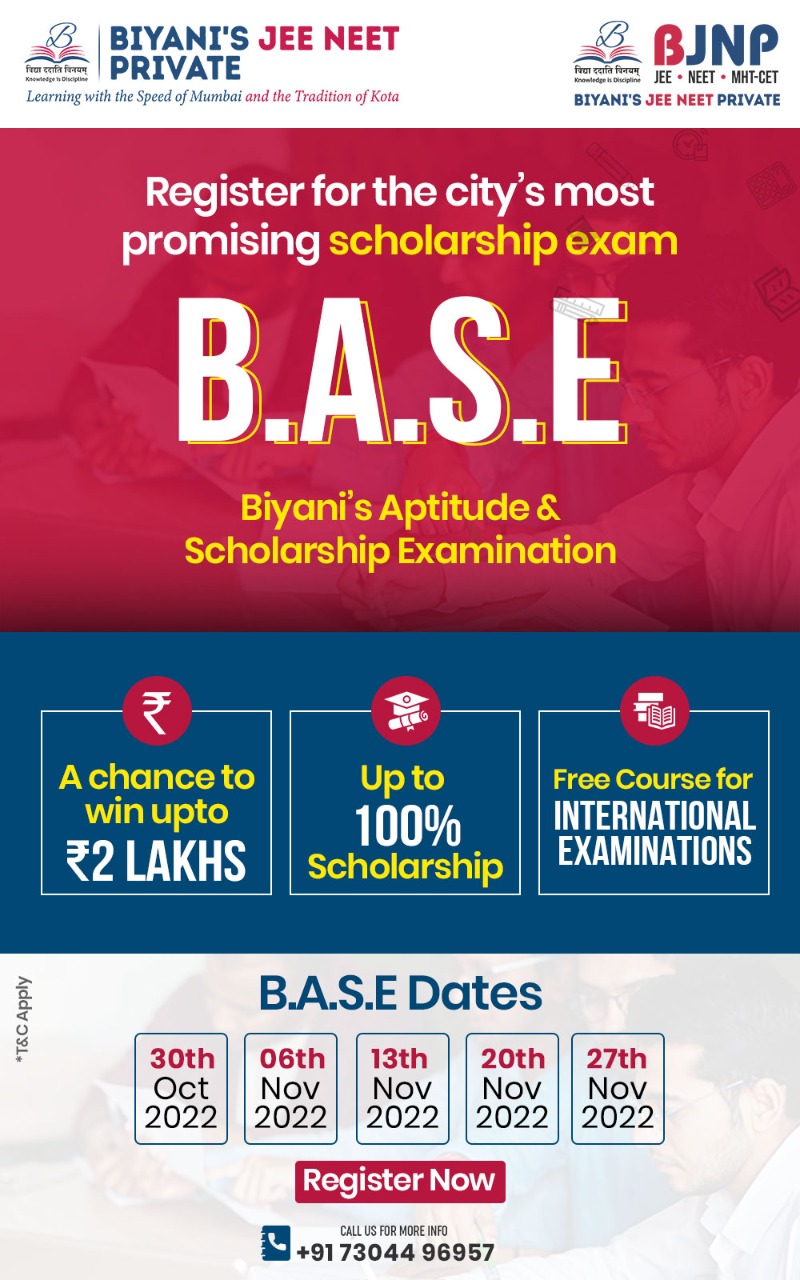 BIYANI'S JEE NEET
PRIVATE
विद्या ददाति विनयम्
Knowledge is Discipline
Learning with the Speed of Mumbai and the Tradition of Kota
BJNP
JEE • NEET • MHT-CET
विद्या ददाति विनयम्
Knowledge is Discipline
BIYANI'S JEE NEET PRIVATE
Register for the city's most
promising scholarship exam
B.A.S.E
Biyani's Aptitude &
Scholarship Examination
₹
A chance to
win upto
₹2 LAKHS
Up to
100%
Scholarship
Free Course for
INTERNATIONAL
EXAMINATIONS
*T&C Apply
B.A.S.E Dates
30th
Oct
2022
06th
Nov
2022
13th
Nov
2022
20th
Nov
2022
27th
Nov
2022
Register Now
CALL US FOR MORE INFO
+91 73044 96957